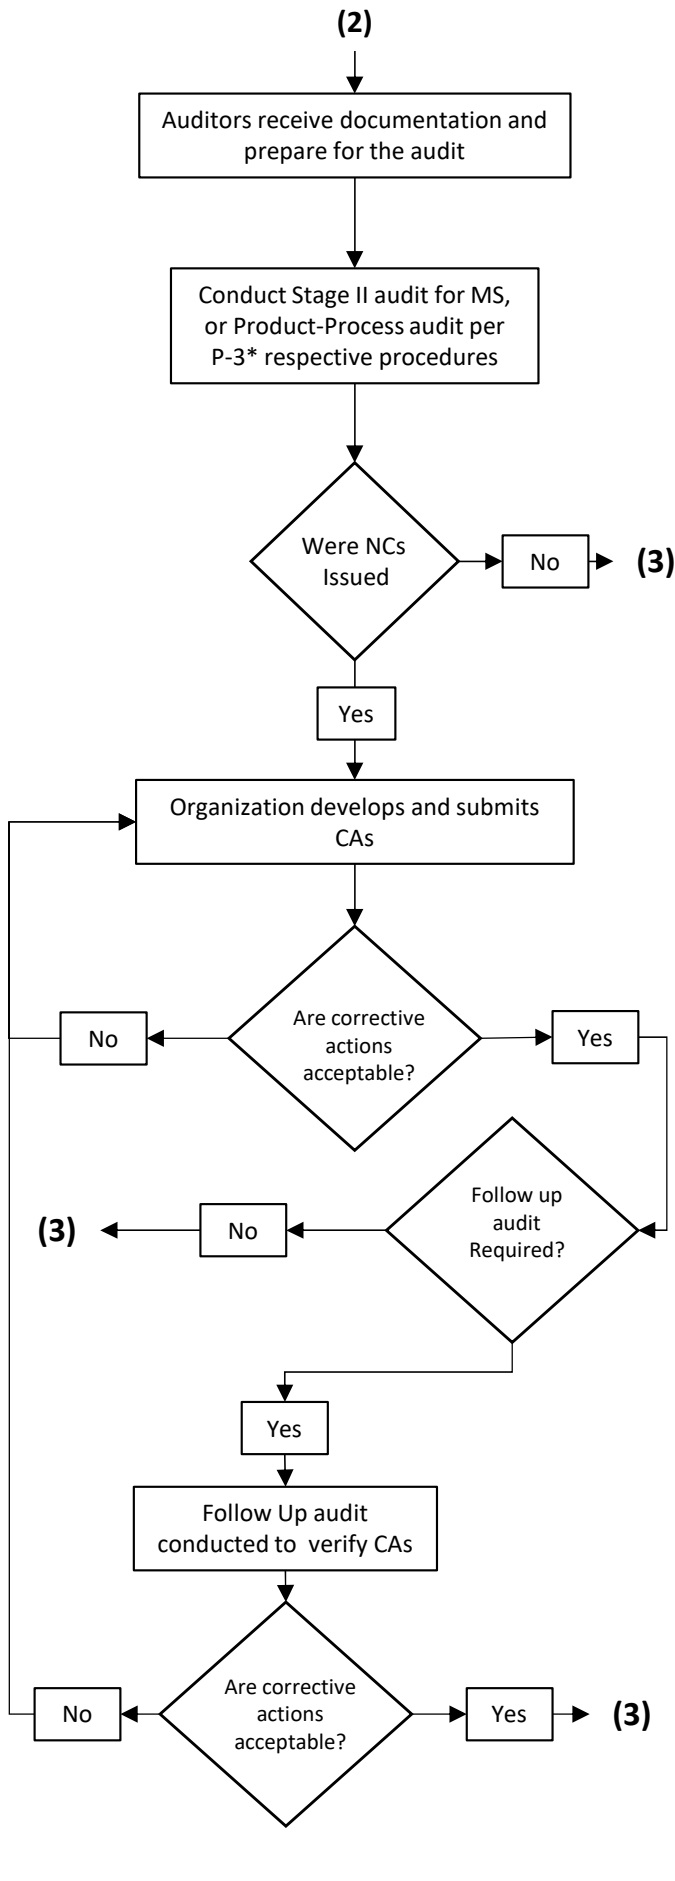 (2)
Auditors receive documentation and
prepare for the audit
Conduct Stage II audit for MS,
or Product-Process audit per
P-3* respective procedures
Were NCs
Issued
No
(3)
Yes
Organization develops and submits
CAs
Are corrective
actions
acceptable?
No
Yes
Follow up
audit
Required?
No
(3)
Yes
Follow Up audit
conducted to verify CAs
Are corrective
actions
acceptable?
No
Yes
(3)